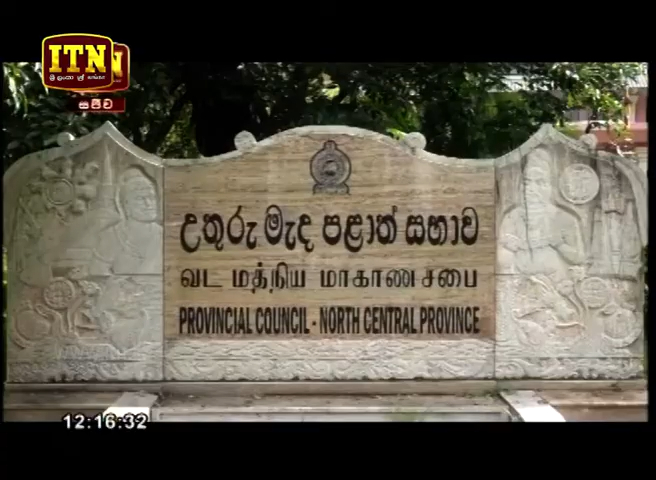 ITN
සජීව
උතුරු මැද පළාත් සභාව
வட மத்நிய மாகாண சபை
PROVINCIAL COUNCIL - NORTH CENTRAL PROVINCE
12:16:32